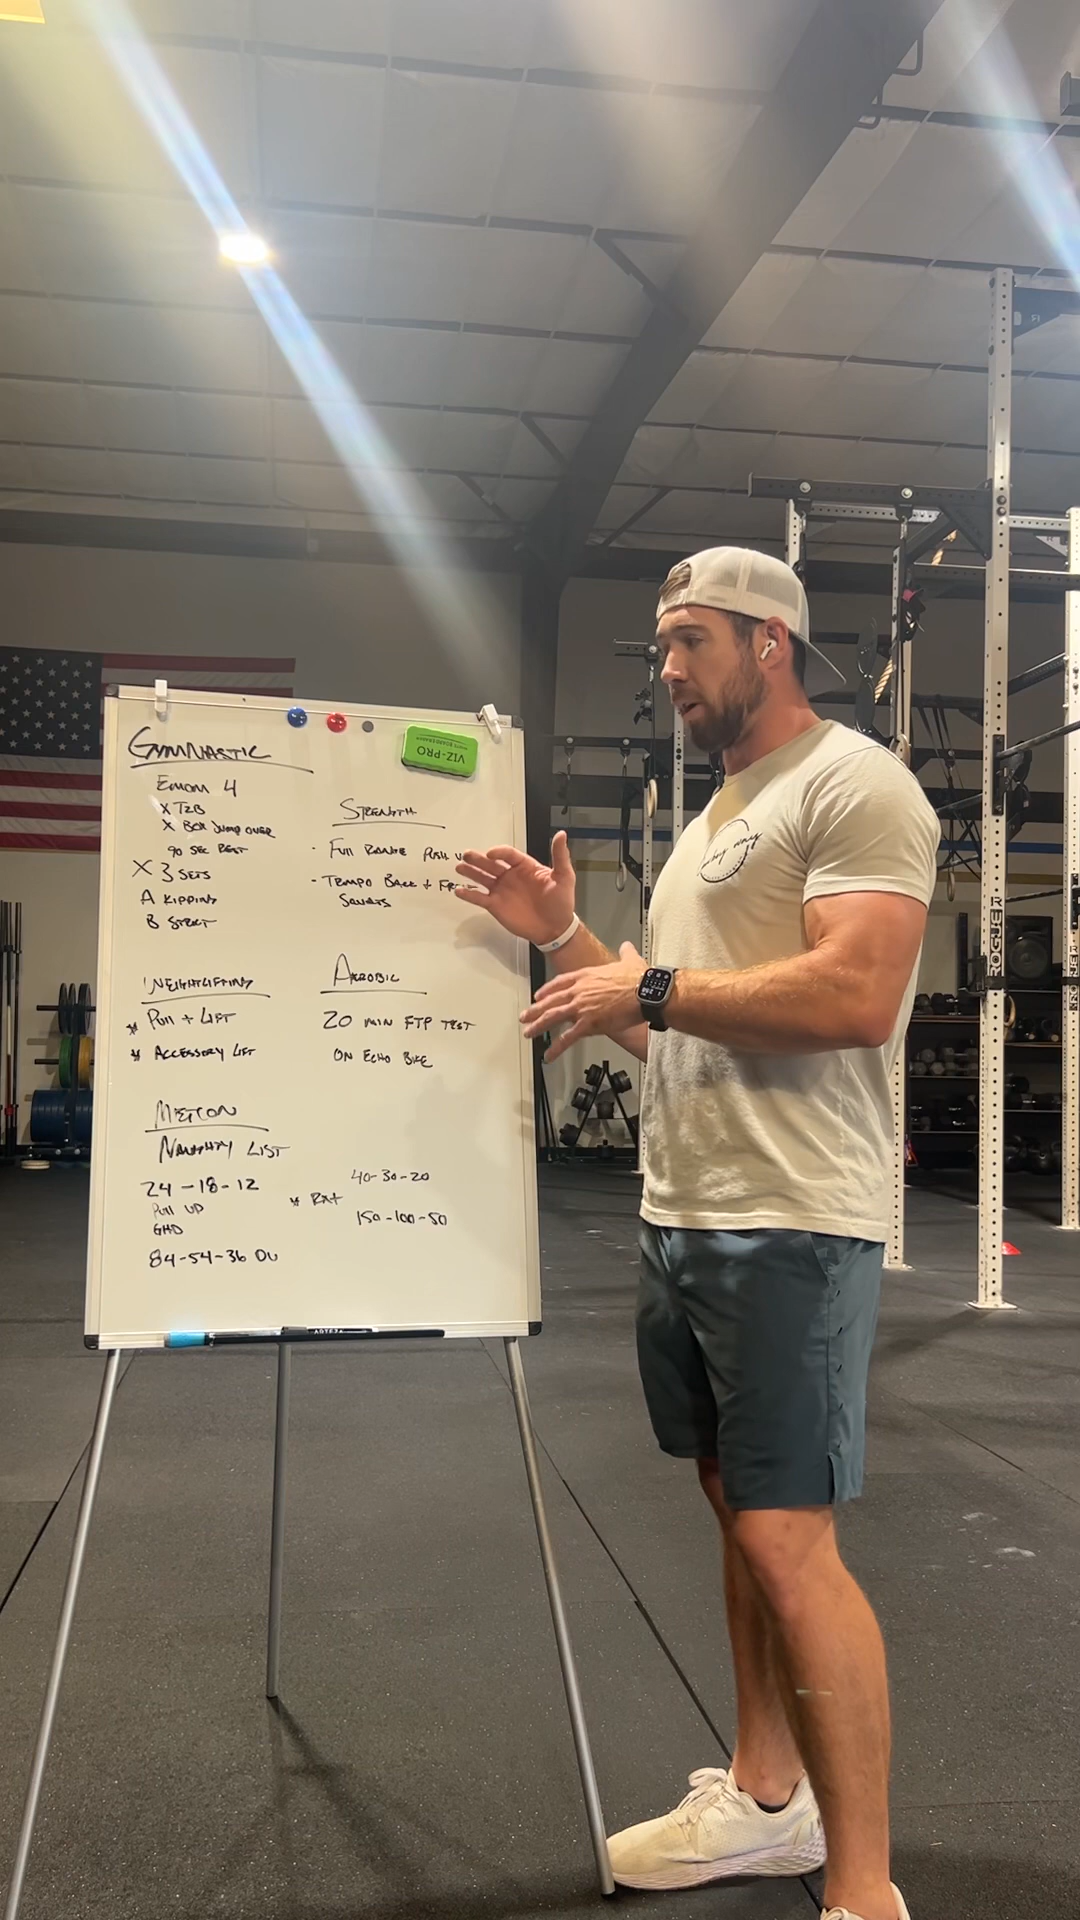 GYMNASTIC
EMOM 4
X T2B
X BOX JUMP OVER
90 SEC REST
X 3 SETS
A KIPPING
B STRICT
STRENGTH
- FULL RANGE PUSH U
- TEMPO BACK + FR
SQUATS
WEIGHTLIFTING
* PULL + LIFT
* ACCESSORY LIFT
AEROBIC
20 MIN FTP TEST
ON ECHO BIKE
METCON
NAUGHTY LIST
24-18-12
PULL UP
GHD
84-54-36 DU
* RX+
40-30-20
150-100-50
VIZ-PRO
ARTEZA
ROGUE